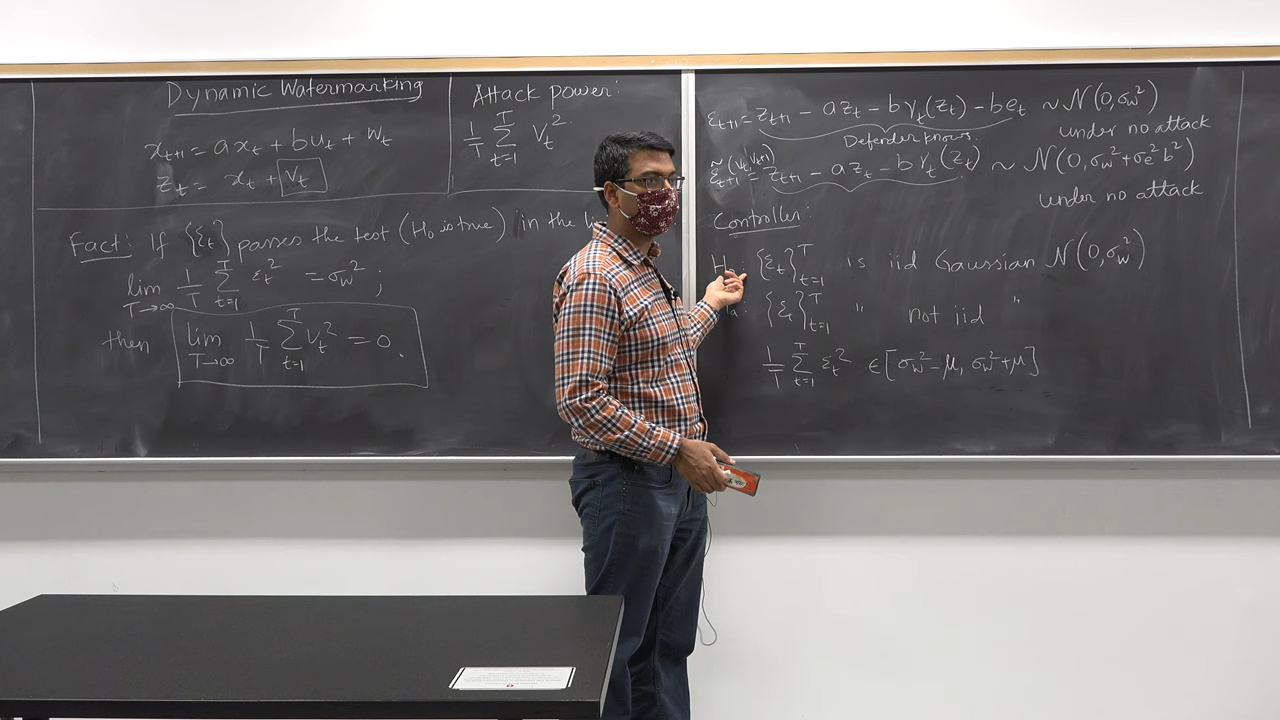 Dynamic Watermarking
x_{t+1} = a x_t + b u_t + w_t
z_t = x_t + v_t
Attack power:
1/T Σ_{t=1}^{T} v_t^2
Fact: If {ε_t} passes the test (H_0 is true) in the
lim_{T→∞} 1/T Σ_{t=1}^{T} ε_t^2 = σ_w^2 ;
then lim_{T→∞} 1/T Σ_{t=1}^{T} v_t^2 = 0.
ε_{t+1} = z_{t+1} - a z_t - b γ_t(z_t) - b e_t ~ N(0, σ_w^2)
Defender knows.
under no attack
ε̃_{t+1}(v_t, v_{t+1}) = z_{t+1} - a z_t - b γ_t(z_t) ~ N(0, σ_w^2 + σ_e^2 b^2)
under no attack
Controller:
H : {ε_t}_{t=1}^{T} is iid Gaussian N(0, σ_w^2)
a: {ε_t}_{t=1}^{T} " not iid "
1/T Σ_{t=1}^{T} ε_t^2 ∈ [σ_w^2 - μ, σ_w^2 + μ]